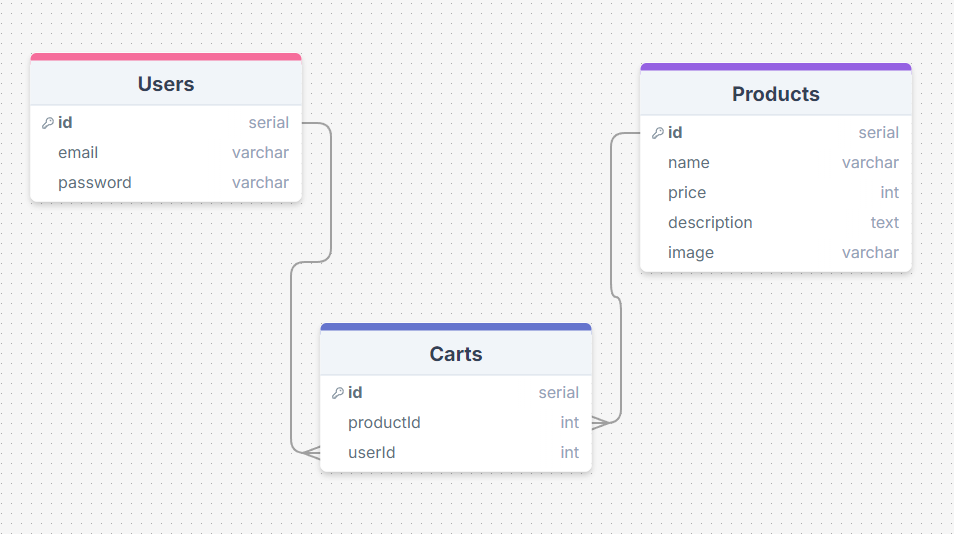 Users
id serial
email varchar
password varchar
Products
id serial
name varchar
price int
description text
image varchar
Carts
id serial
productId int
userId int